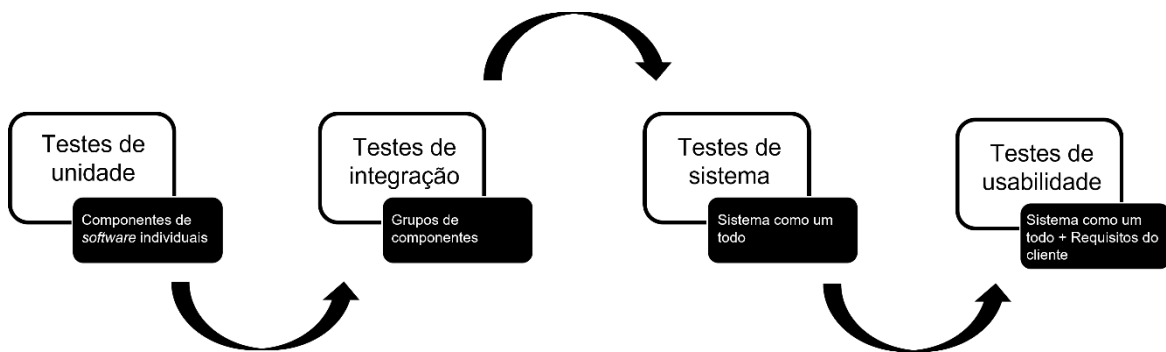 Testes de
unidade
Componentes de
software individuais
Testes de
integração
Grupos de
componentes
Testes de
sistema
Sistema como um
todo
Testes de
usabilidade
Sistema como um
todo + Requisitos do
cliente